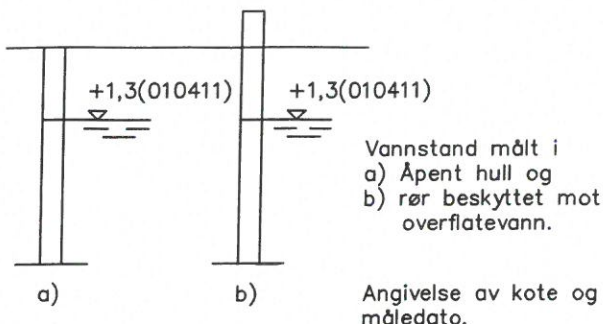 +1,3(010411) +1,3(010411)
Vannstand målt i
a) Åpent hull og
b) rør beskyttet mot
overflatevann.
a) b) Angivelse av kote og
måledato.